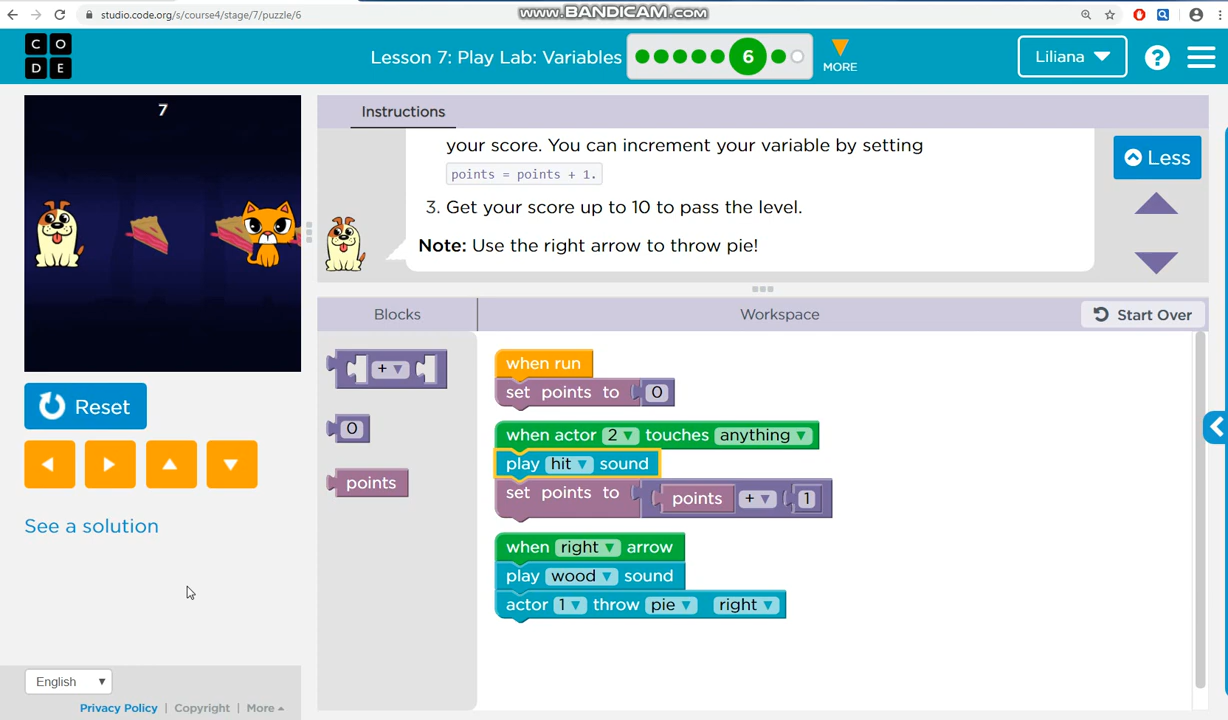 studio.code.org/s/course4/stage/7/puzzle/6
www.BANDICAM.com
C O
D E
Lesson 7: Play Lab: Variables
6
MORE
Liliana
?
7
Instructions
your score. You can increment your variable by setting
points = points + 1.
3. Get your score up to 10 to pass the level.
Note: Use the right arrow to throw pie!
Less
Blocks
Workspace
Start Over
+
0
points
when run
set points to 0
when actor 2 touches anything
play hit sound
set points to points + 1
when right arrow
play wood sound
actor 1 throw pie right
Reset
See a solution
English
Privacy Policy | Copyright | More